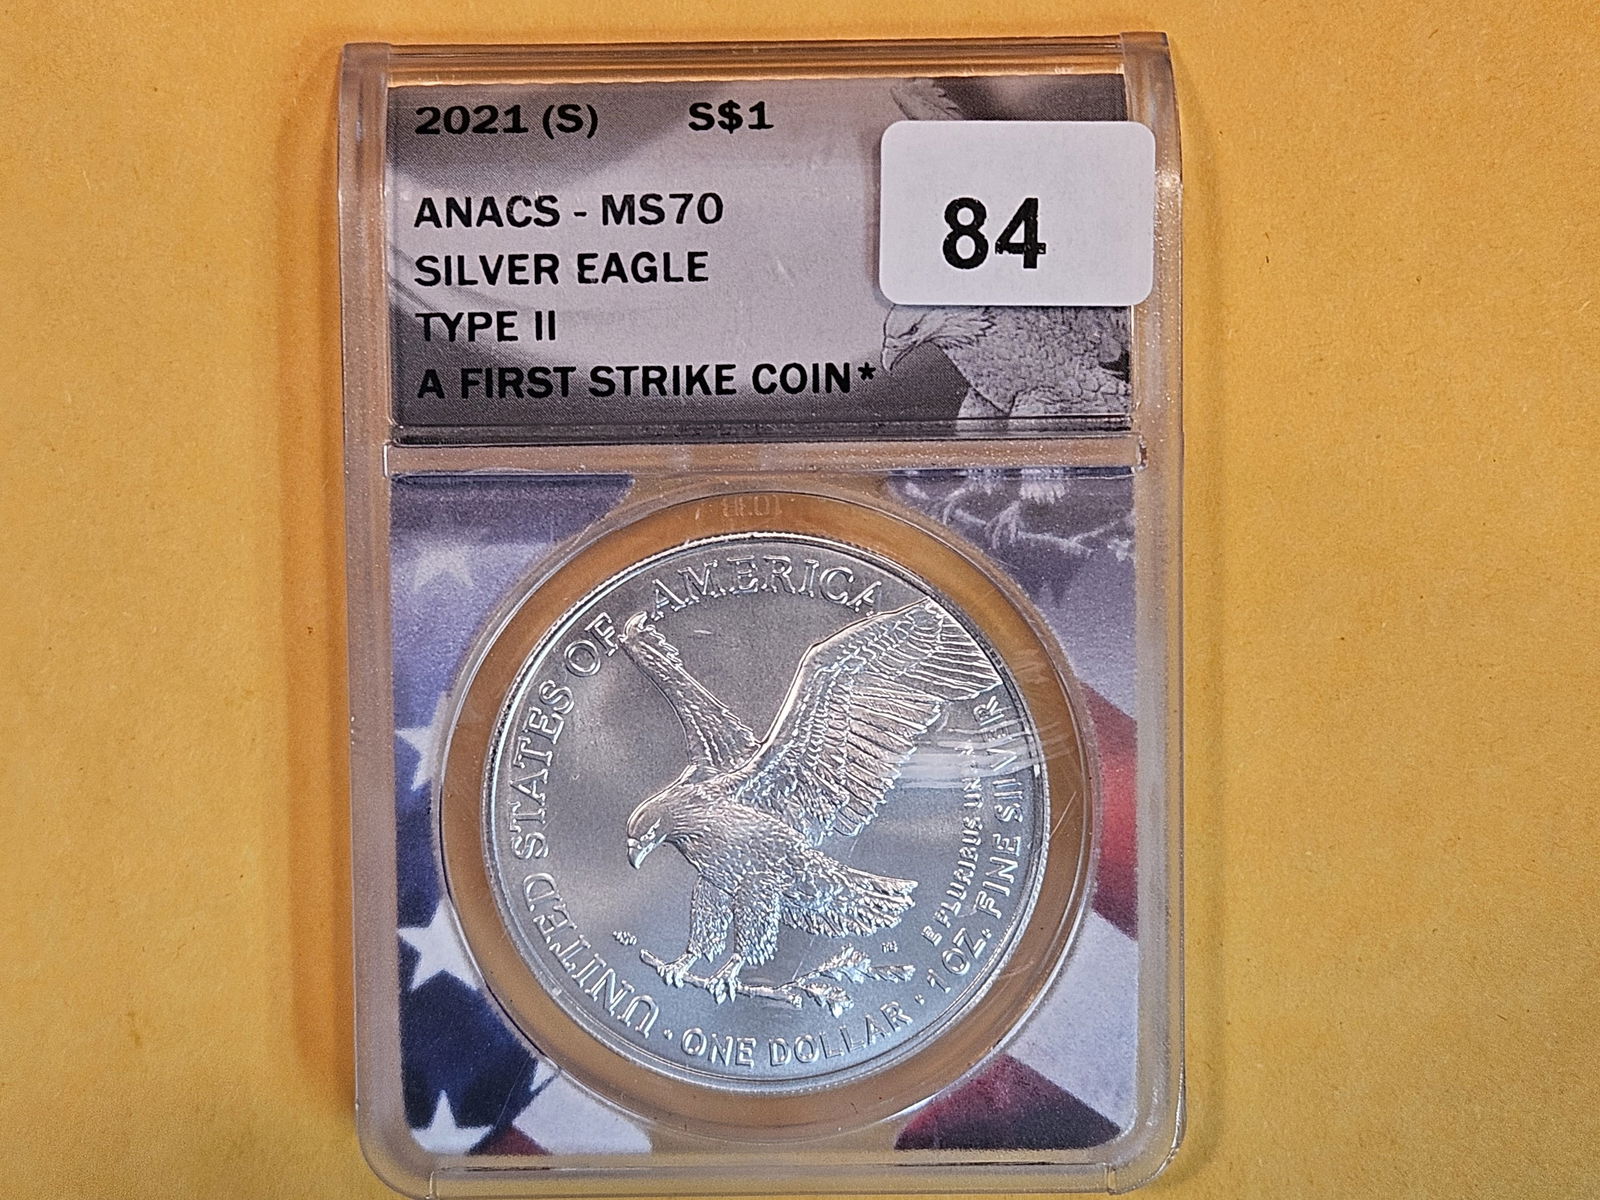 2021 (S) S$1
ANACS - MS70
SILVER EAGLE
TYPE II
A FIRST STRIKE COIN*
84
UNITED STATES OF AMERICA
E PLURIBUS UNUM
· ONE DOLLAR · 1 OZ. FINE SILVER